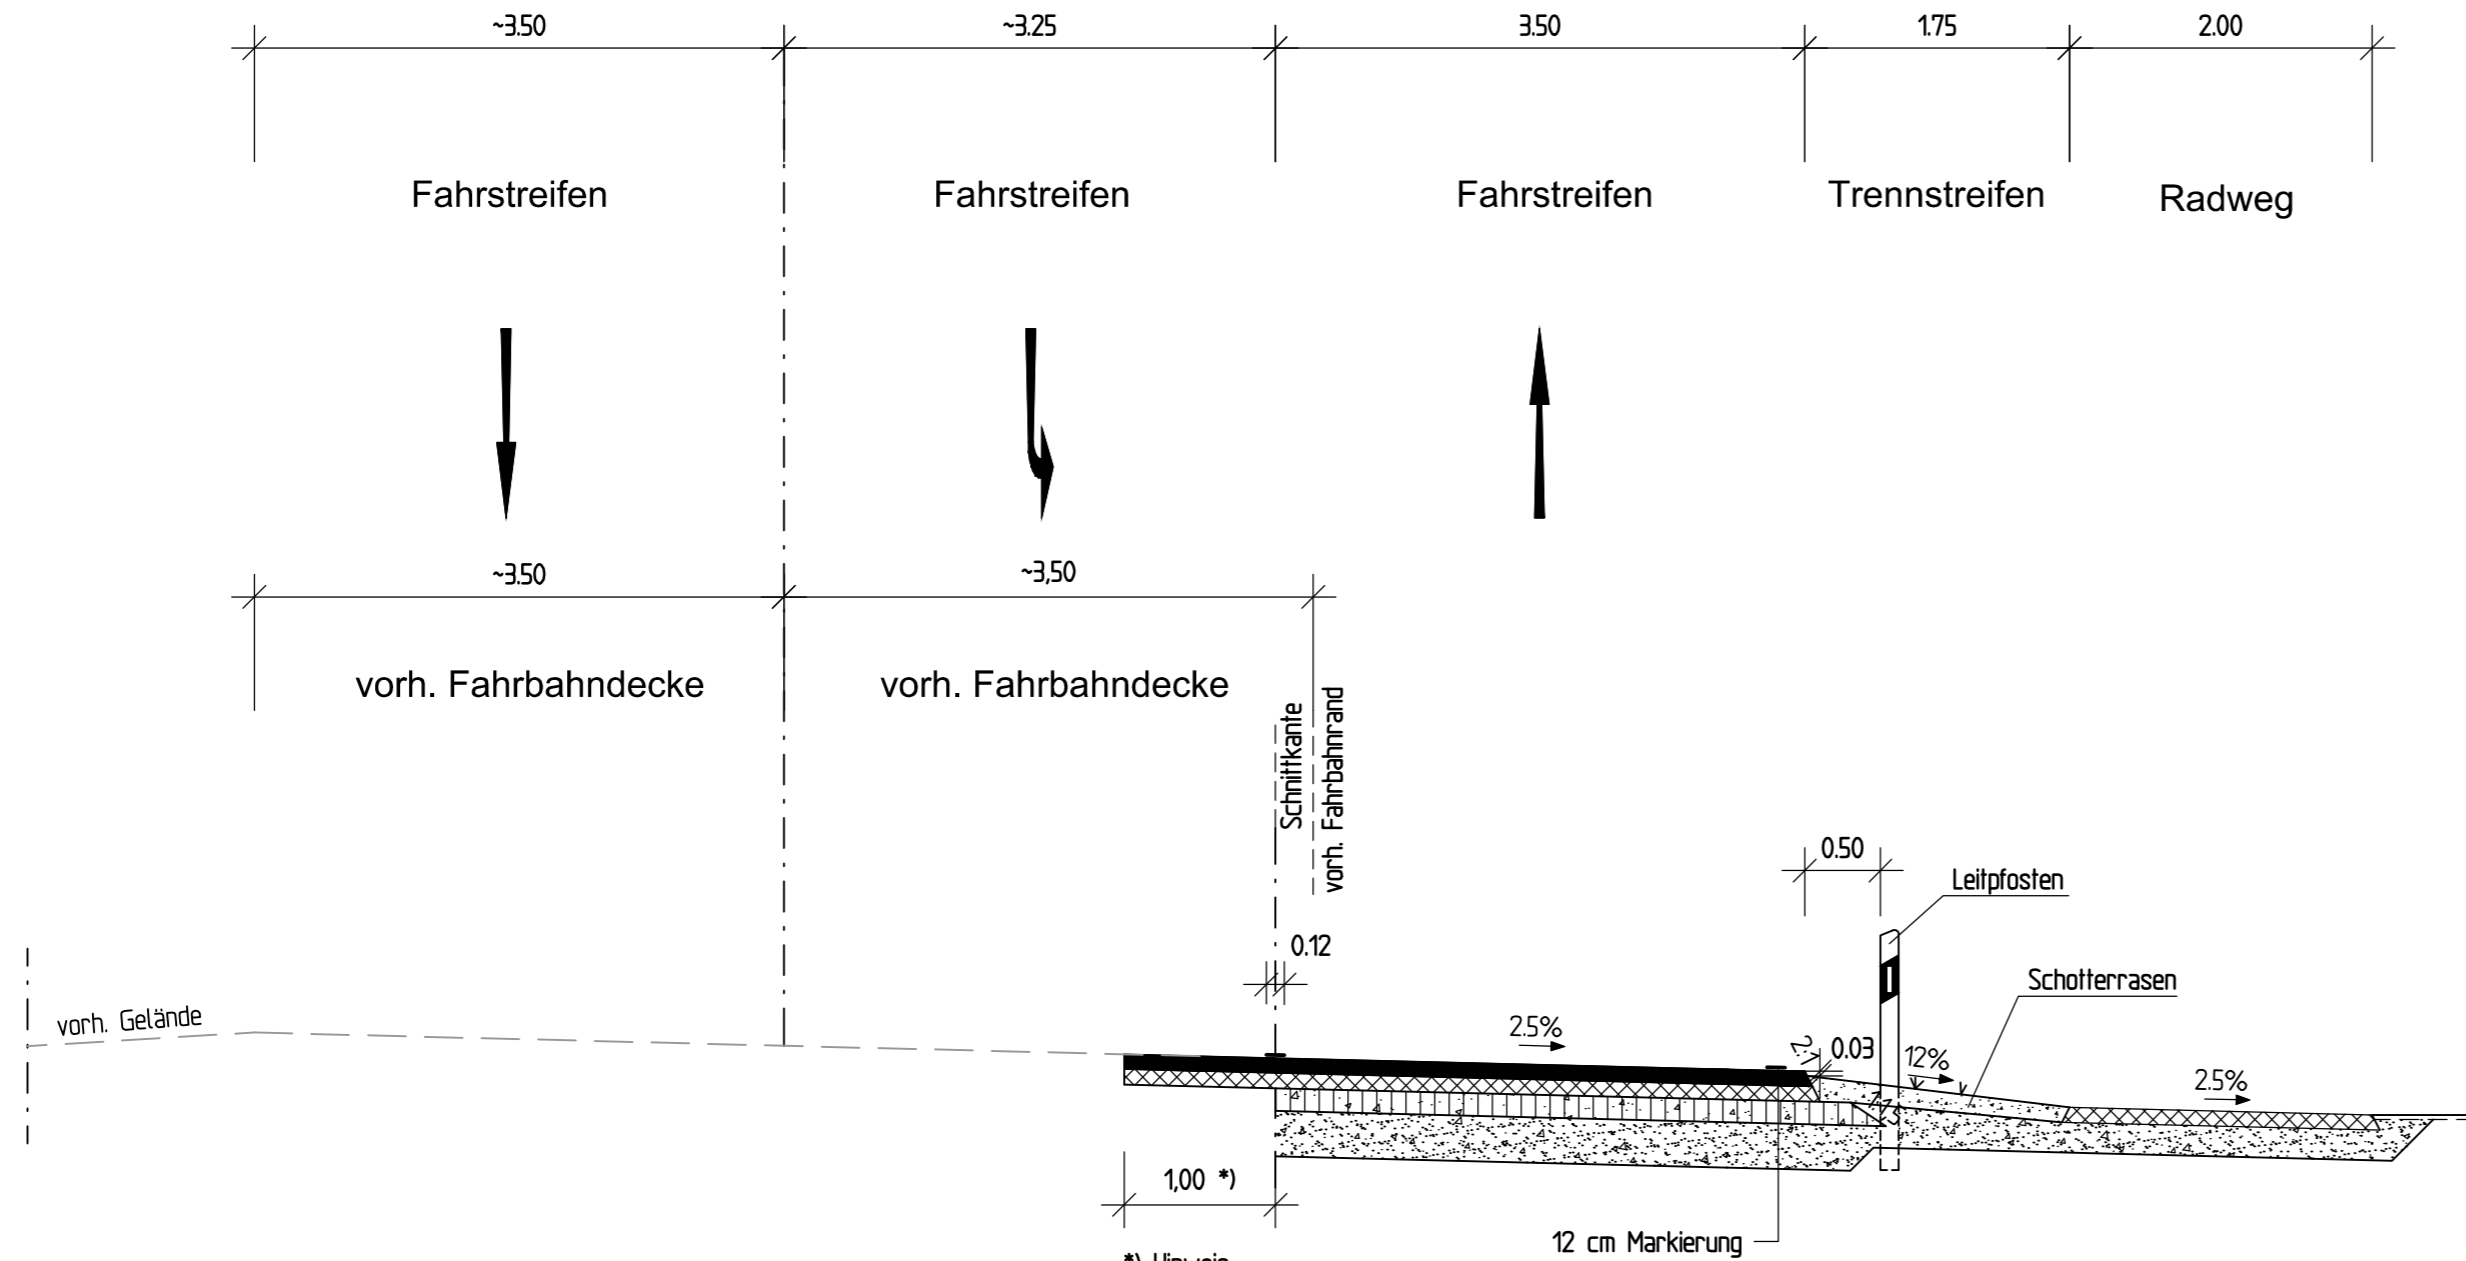 ~3.50 ~3.25 3.50 1.75 2.00
Fahrstreifen Fahrstreifen Fahrstreifen Trennstreifen Radweg
~3.50 ~3,50
vorh. Fahrbahndecke vorh. Fahrbahndecke
Schnittkante
vorh. Fahrbahnrand
0.50
Leitpfosten
0.12
Schotterrasen
vorh. Gelände
2.5%
0.03
12%
2.5%
1,00 *)
12 cm Markierung
*) Hinweis